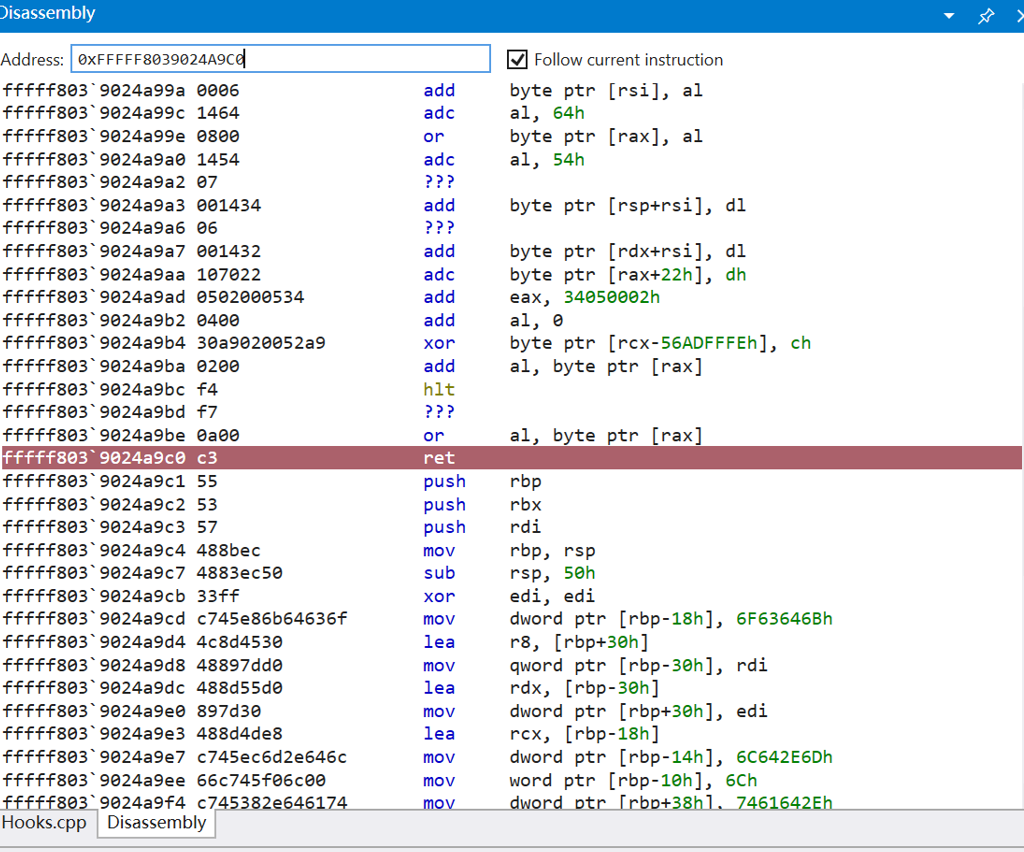 Disassembly
Address: 0xFFFFF8039024A9C0 Follow current instruction
fffff803`9024a99a 0006 add byte ptr [rsi], al
fffff803`9024a99c 1464 adc al, 64h
fffff803`9024a99e 0800 or byte ptr [rax], al
fffff803`9024a9a0 1454 adc al, 54h
fffff803`9024a9a2 07 ???
fffff803`9024a9a3 001434 add byte ptr [rsp+rsi], dl
fffff803`9024a9a6 06 ???
fffff803`9024a9a7 001432 add byte ptr [rdx+rsi], dl
fffff803`9024a9aa 107022 adc byte ptr [rax+22h], dh
fffff803`9024a9ad 0502000534 add eax, 34050002h
fffff803`9024a9b2 0400 add al, 0
fffff803`9024a9b4 30a9020052a9 xor byte ptr [rcx-56ADFFFEh], ch
fffff803`9024a9ba 0200 add al, byte ptr [rax]
fffff803`9024a9bc f4 hlt
fffff803`9024a9bd f7 ???
fffff803`9024a9be 0a00 or al, byte ptr [rax]
fffff803`9024a9c0 c3 ret
fffff803`9024a9c1 55 push rbp
fffff803`9024a9c2 53 push rbx
fffff803`9024a9c3 57 push rdi
fffff803`9024a9c4 488bec mov rbp, rsp
fffff803`9024a9c7 4883ec50 sub rsp, 50h
fffff803`9024a9cb 33ff xor edi, edi
fffff803`9024a9cd c745e86b64636f mov dword ptr [rbp-18h], 6F63646Bh
fffff803`9024a9d4 4c8d4530 lea r8, [rbp+30h]
fffff803`9024a9d8 48897dd0 mov qword ptr [rbp-30h], rdi
fffff803`9024a9dc 488d55d0 lea rdx, [rbp-30h]
fffff803`9024a9e0 897d30 mov dword ptr [rbp+30h], edi
fffff803`9024a9e3 488d4de8 lea rcx, [rbp-18h]
fffff803`9024a9e7 c745ec6d2e646c mov dword ptr [rbp-14h], 6C642E6Dh
fffff803`9024a9ee 66c745f06c00 mov word ptr [rbp-10h], 6Ch
fffff803`9024a9f4 c745382e646174 mov dword ptr [rbp+38h], 7461642Eh
Hooks.cpp Disassembly